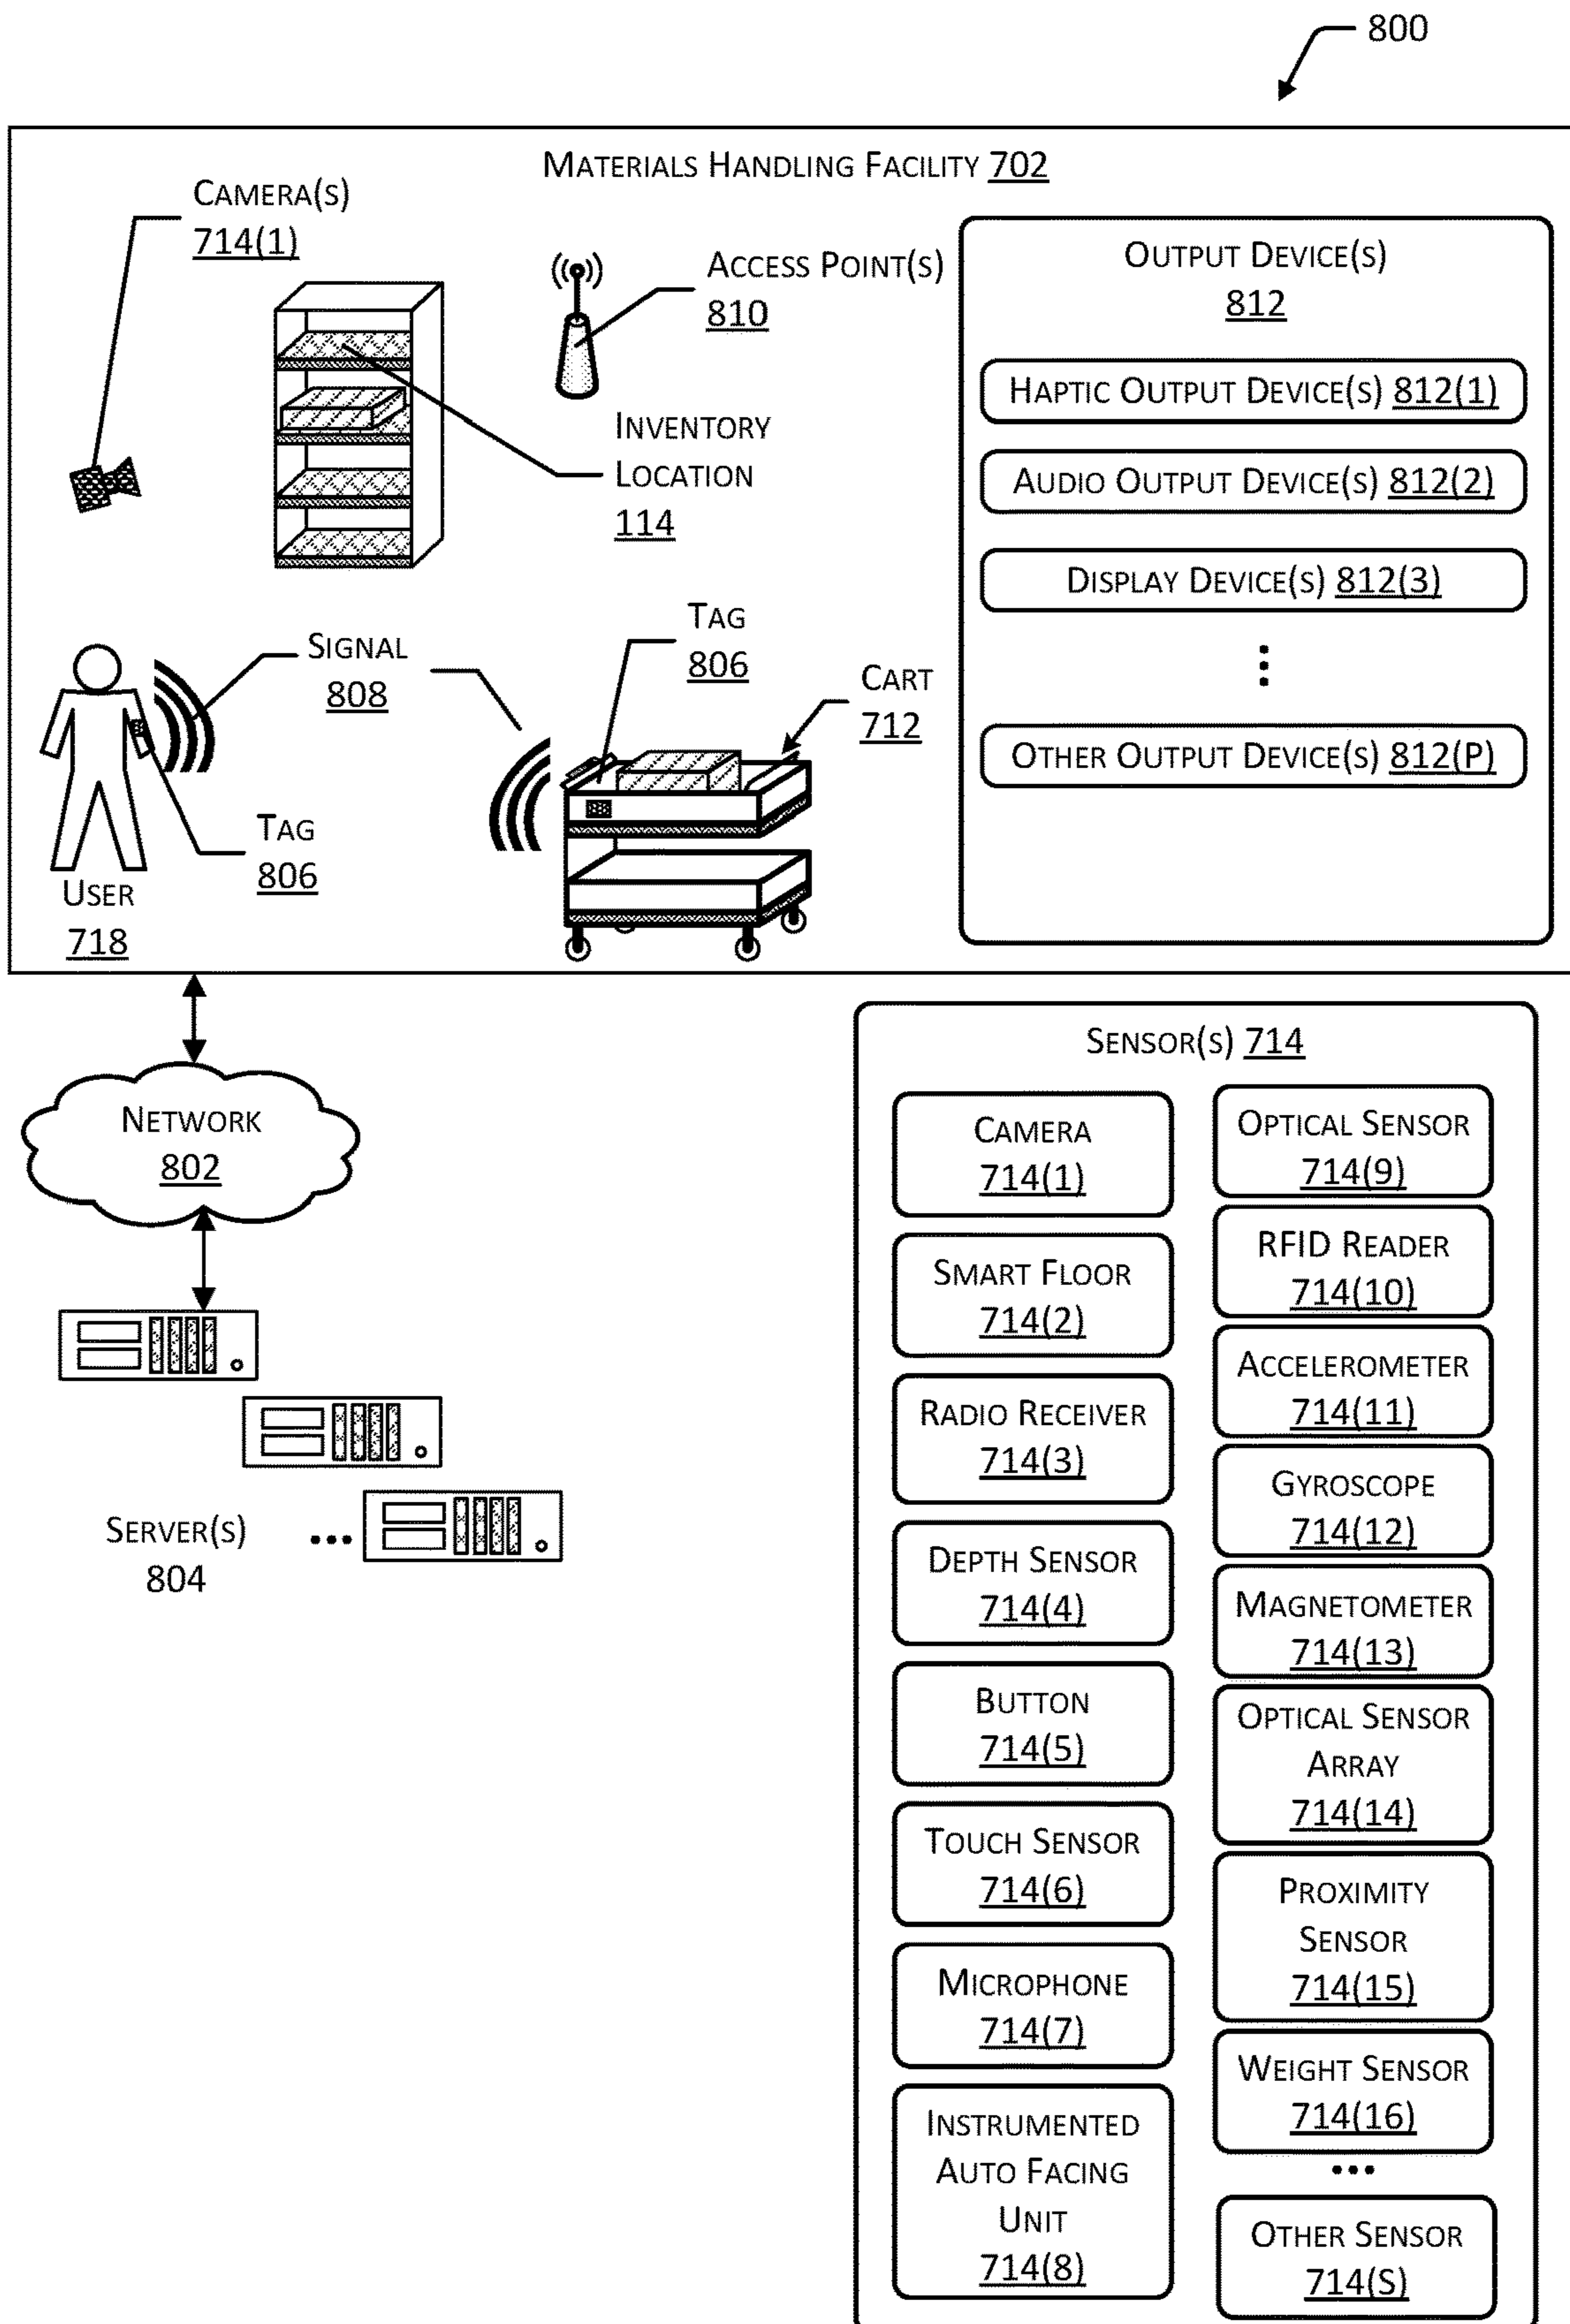 800
MATERIALS HANDLING FACILITY 702
CAMERA(S)
714(1)
ACCESS POINT(S)
810
INVENTORY
LOCATION
114
OUTPUT DEVICE(S)
812
HAPTIC OUTPUT DEVICE(S) 812(1)
AUDIO OUTPUT DEVICE(S) 812(2)
DISPLAY DEVICE(S) 812(3)
⋮
OTHER OUTPUT DEVICE(S) 812(P)
SIGNAL
808
TAG
806
CART
712
TAG
806
USER
718
NETWORK
802
SERVER(S)
804
...
SENSOR(S) 714
CAMERA
714(1)
SMART FLOOR
714(2)
RADIO RECEIVER
714(3)
DEPTH SENSOR
714(4)
BUTTON
714(5)
TOUCH SENSOR
714(6)
MICROPHONE
714(7)
INSTRUMENTED
AUTO FACING
UNIT
714(8)
OPTICAL SENSOR
714(9)
RFID READER
714(10)
ACCELEROMETER
714(11)
GYROSCOPE
714(12)
MAGNETOMETER
714(13)
OPTICAL SENSOR
ARRAY
714(14)
PROXIMITY
SENSOR
714(15)
WEIGHT SENSOR
714(16)
...
OTHER SENSOR
714(S)